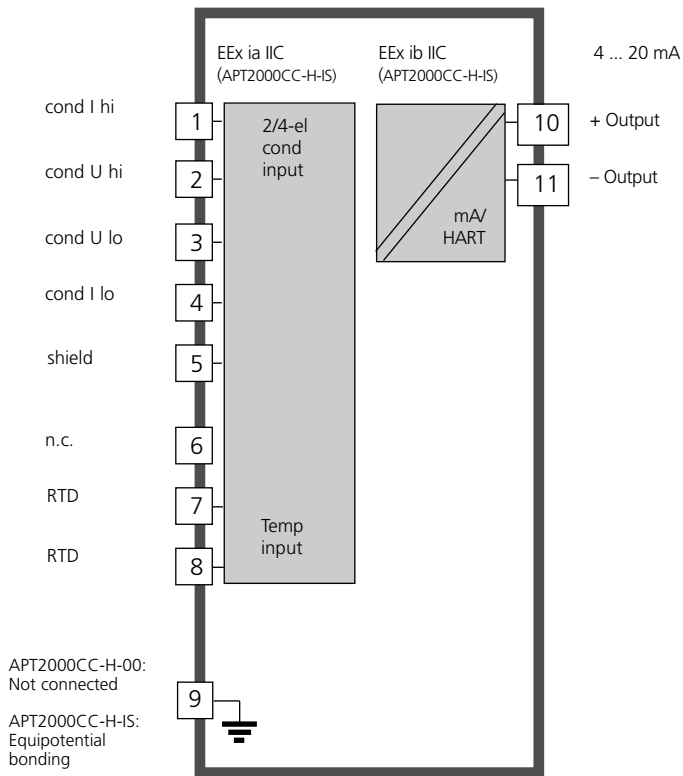 EEx ia IIC
(APT2000CC-H-IS)
EEx ib IIC
(APT2000CC-H-IS)
4 ... 20 mA
cond I hi
1
2/4-el
cond
input
10
+ Output
cond U hi
2
11
– Output
mA/
HART
cond U lo
3
cond I lo
4
shield
5
n.c.
6
RTD
7
Temp
input
RTD
8
APT2000CC-H-00:
Not connected
9
APT2000CC-H-IS:
Equipotential
bonding